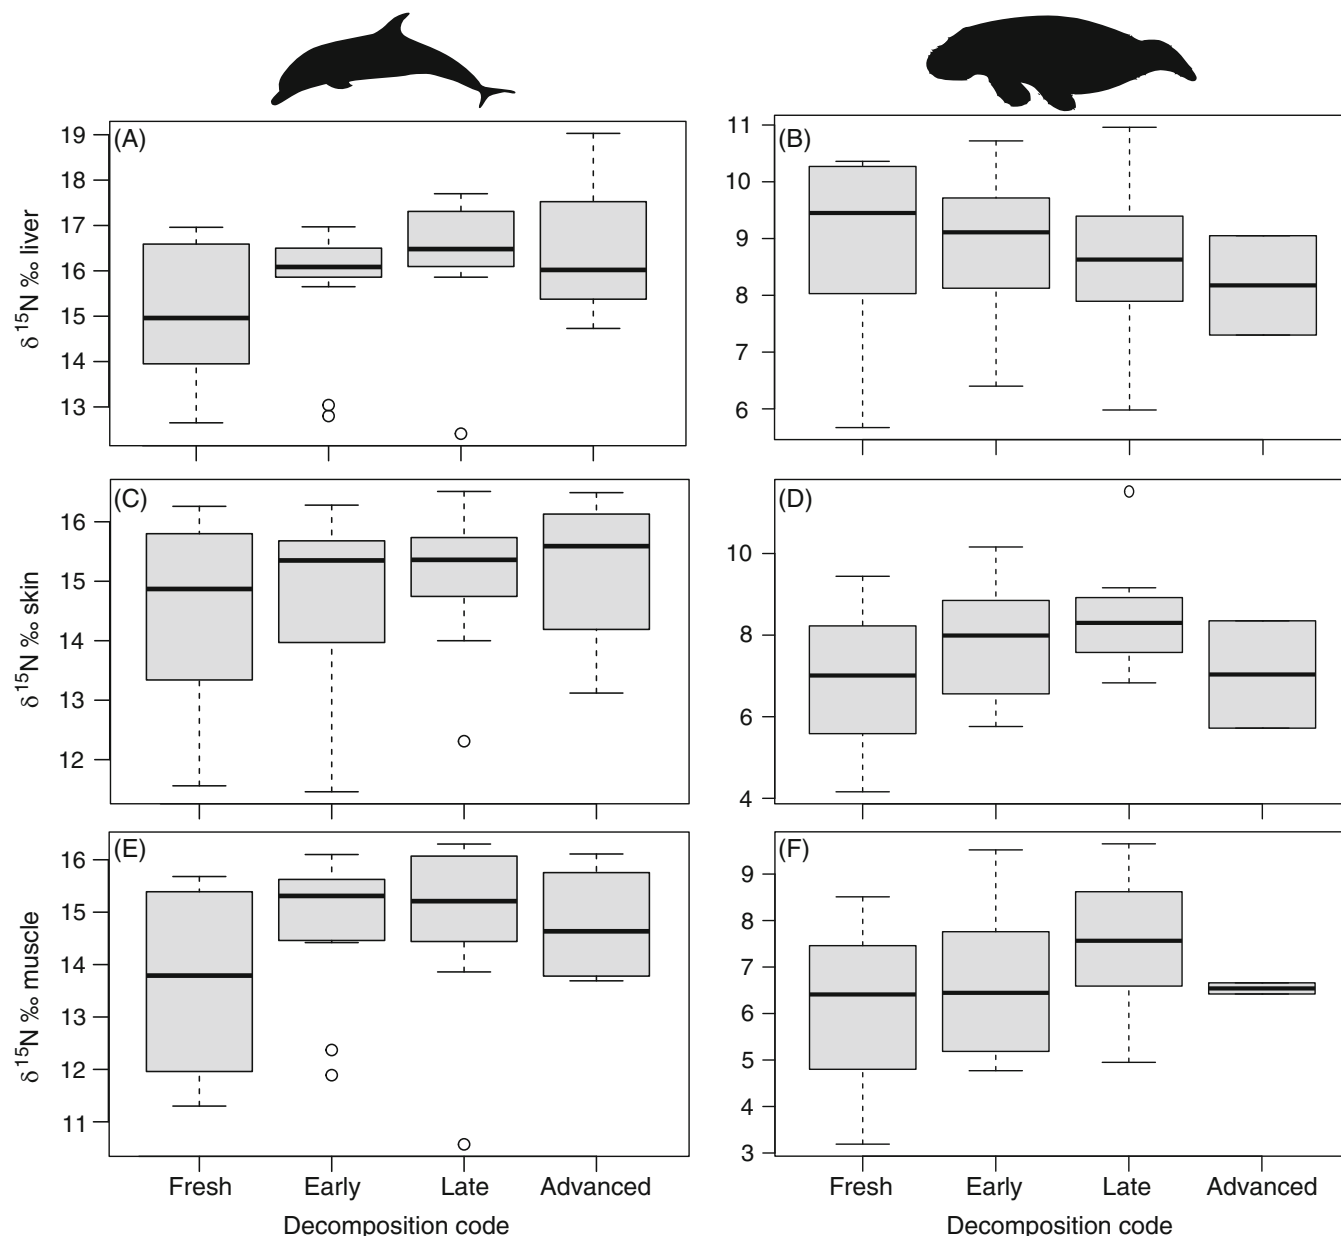 (A)
19
18
17
16
15
14
13
δ ¹⁵N ‰ liver
(B)
11
10
9
8
7
6
(C)
16
15
14
13
12
δ ¹⁵N ‰ skin
(D)
10
8
6
4
(E)
16
15
14
13
12
11
δ ¹⁵N ‰ muscle
Fresh Early Late Advanced
Decomposition code
(F)
9
8
7
6
5
4
3
Fresh Early Late Advanced
Decomposition code